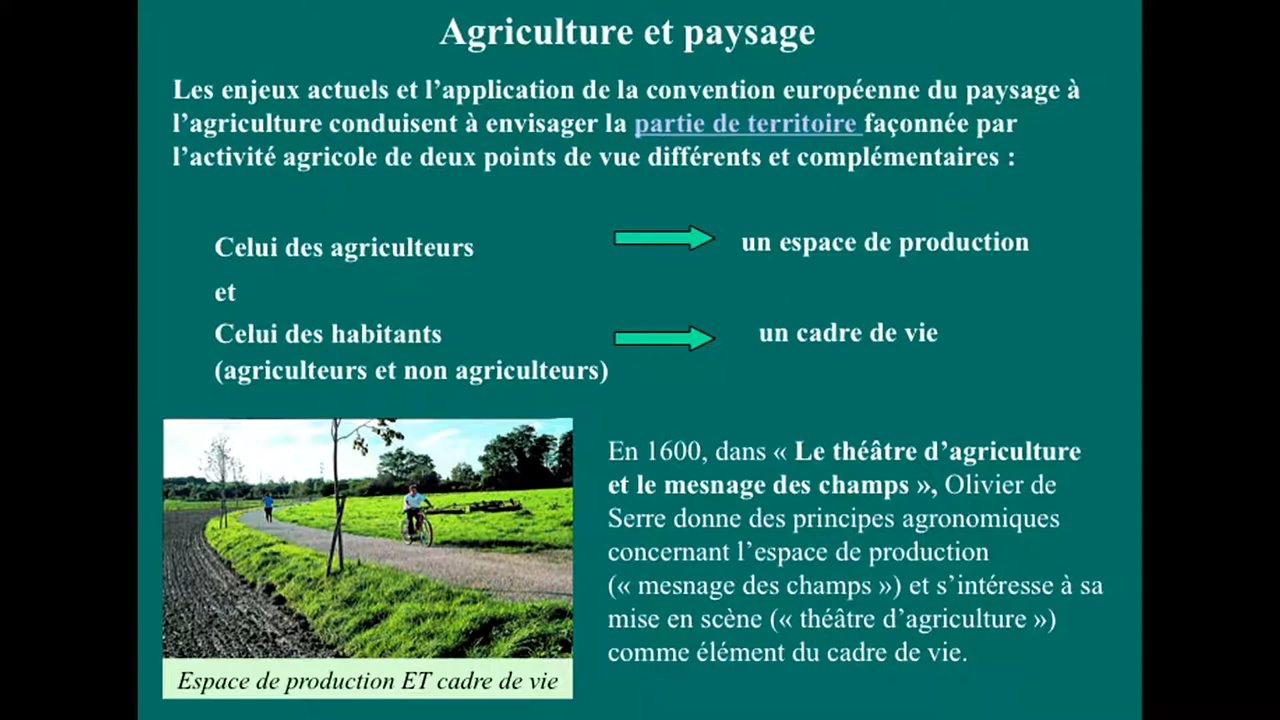 Agriculture et paysage
Les enjeux actuels et l’application de la convention européenne du paysage à
l’agriculture conduisent à envisager la partie de territoire façonnée par
l’activité agricole de deux points de vue différents et complémentaires :
Celui des agriculteurs
un espace de production
et
Celui des habitants
un cadre de vie
(agriculteurs et non agriculteurs)
En 1600, dans « Le théâtre d’agriculture
et le mesnage des champs », Olivier de
Serre donne des principes agronomiques
concernant l’espace de production
(« mesnage des champs ») et s’intéresse à sa
mise en scène (« théâtre d’agriculture »)
comme élément du cadre de vie.
Espace de production ET cadre de vie